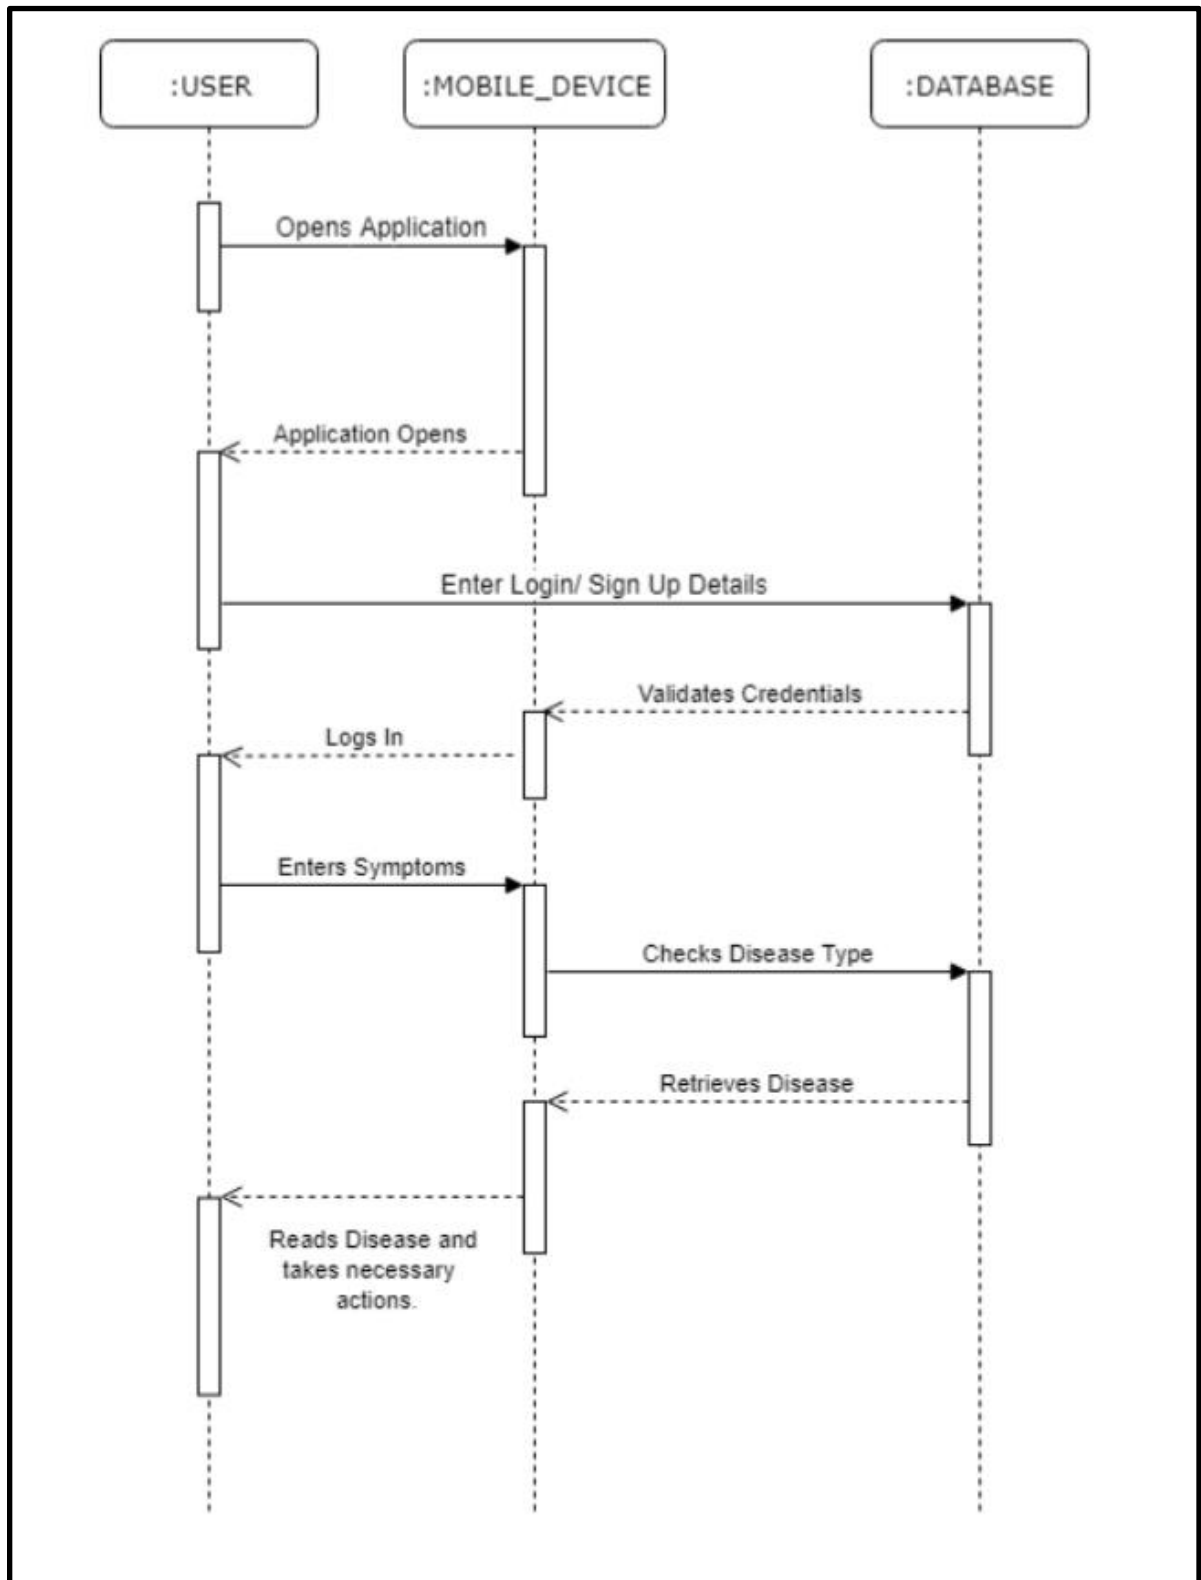 :USER
:MOBILE_DEVICE
:DATABASE
Opens Application
Application Opens
Enter Login/ Sign Up Details
Validates Credentials
Logs In
Enters Symptoms
Checks Disease Type
Retrieves Disease
Reads Disease and
takes necessary
actions.